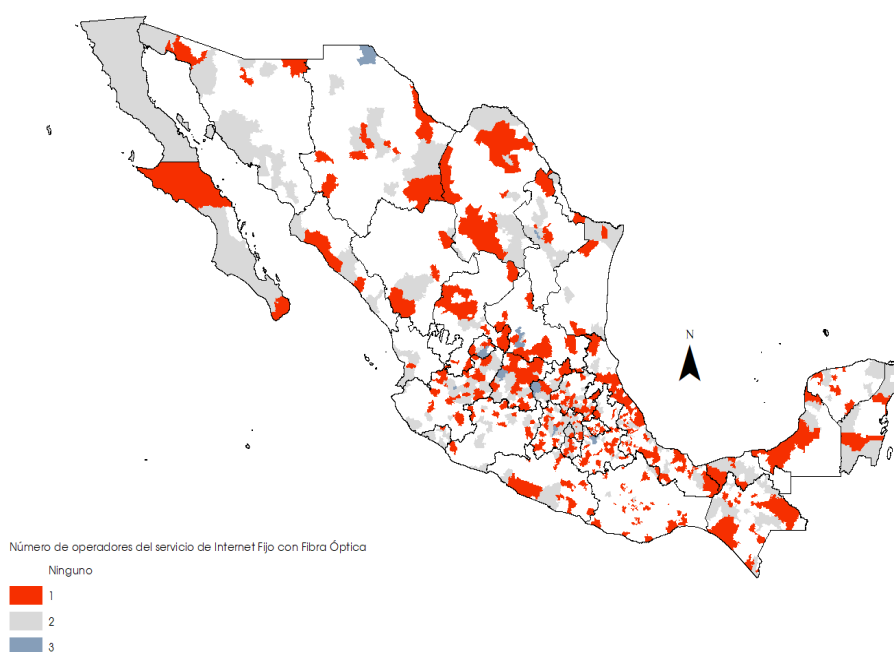 N
Número de operadores del servicio de Internet Fijo con Fibra Óptica
Ninguno
1
2
3